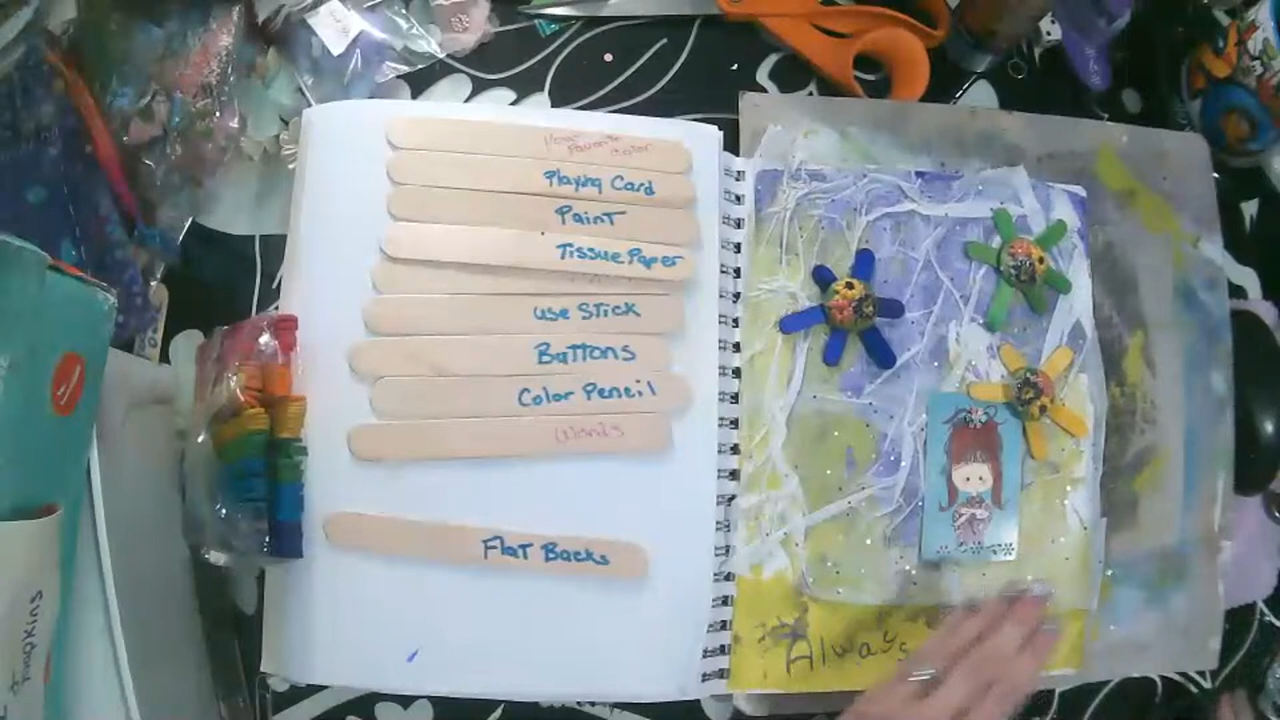 Your Favorite Color
Playing Card
Paint
Tissue Paper
use Stick
Buttons
Color Pencil
Words
Flat Backs
Always